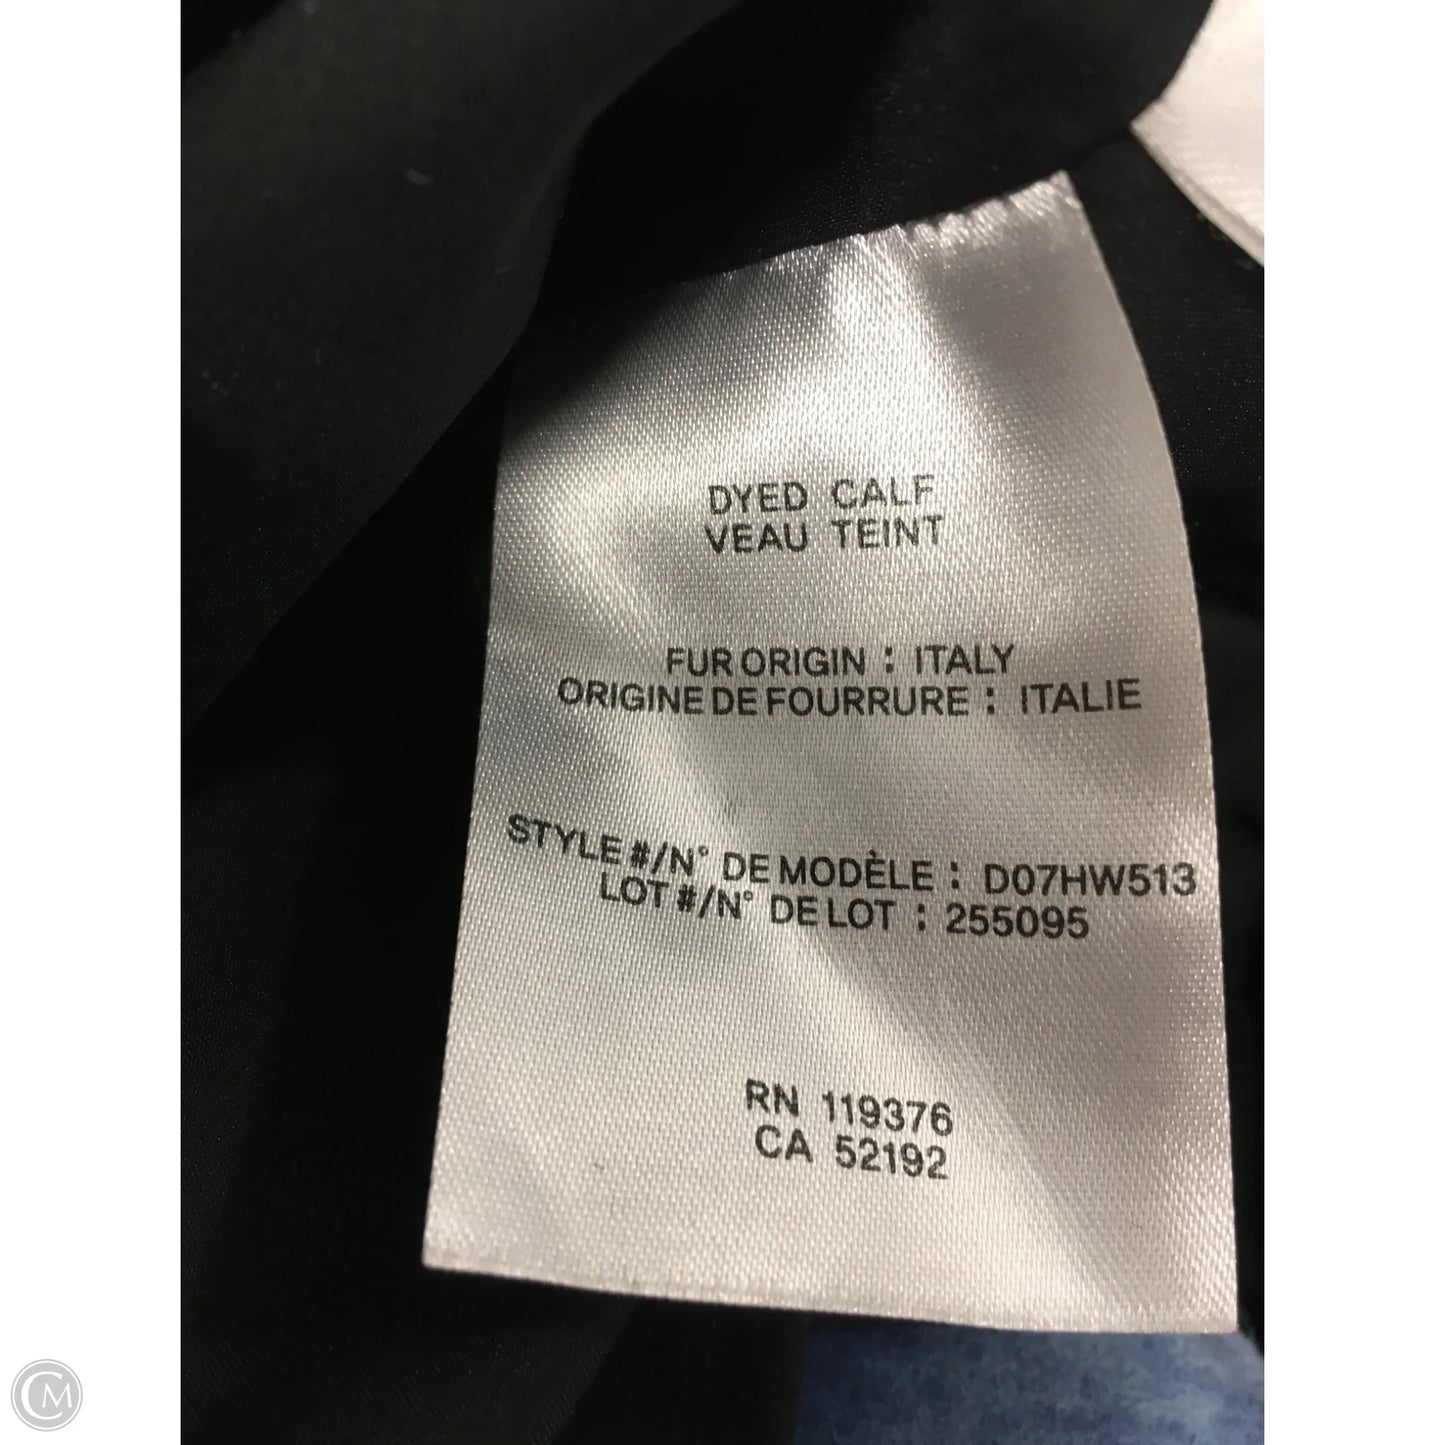 DYED CALF
VEAU TEINT
FUR ORIGIN : ITALY
ORIGINE DE FOURRURE : ITALIE
STYLE #/N° DE MODÈLE : D07HW513
LOT #/N° DE LOT : 255095
RN 119376
CA 52192
CM